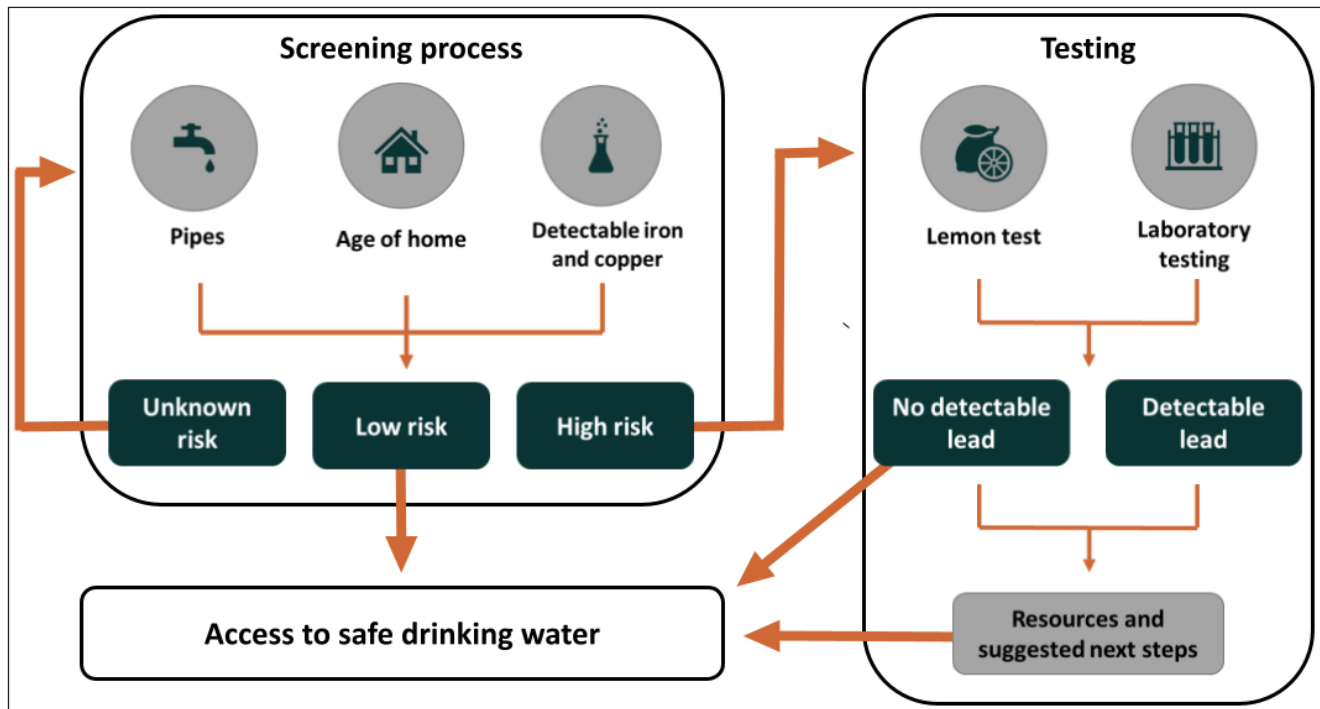 Screening process
Pipes
Age of home
Detectable iron
and copper
Unknown
risk
Low risk
High risk
Testing
Lemon test
Laboratory
testing
No detectable
lead
Detectable
lead
Resources and
suggested next steps
Access to safe drinking water